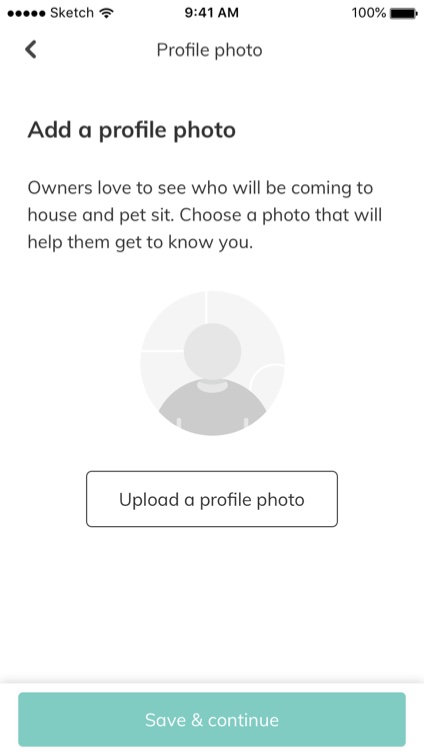 Sketch 9:41 AM 100%
Profile photo
Add a profile photo
Owners love to see who will be coming to
house and pet sit. Choose a photo that will
help them get to know you.
Upload a profile photo
Save & continue